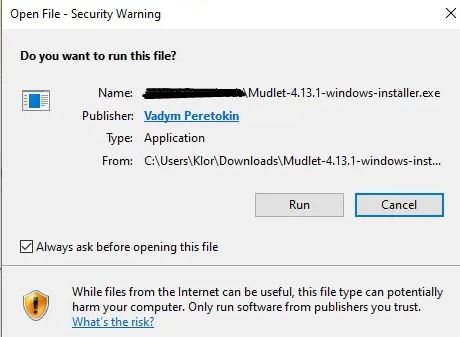 Open File - Security Warning
Do you want to run this file?
Name: \Mudlet-4.13.1-windows-installer.exe
Publisher: Vadym Peretokin
Type: Application
From: C:\Users\Klor\Downloads\Mudlet-4.13.1-windows-inst...
Run Cancel
Always ask before opening this file
While files from the Internet can be useful, this file type can potentially
harm your computer. Only run software from publishers you trust.
What's the risk?